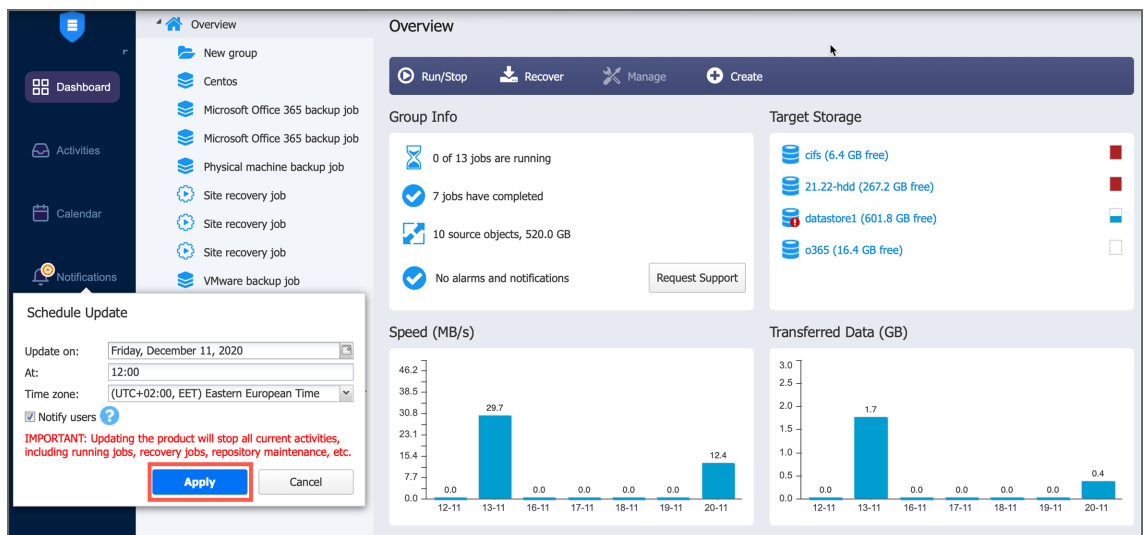 Dashboard
Activities
Calendar
Notifications
Overview
New group
Centos
Microsoft Office 365 backup job
Microsoft Office 365 backup job
Physical machine backup job
Site recovery job
Site recovery job
Site recovery job
VMware backup job
Schedule Update
Update on: Friday, December 11, 2020
At: 12:00
Time zone: (UTC+02:00, EET) Eastern European Time
Notify users ?
IMPORTANT: Updating the product will stop all current activities,
including running jobs, recovery jobs, repository maintenance, etc.
Apply Cancel
Overview
Run/Stop Recover Manage Create
Group Info
0 of 13 jobs are running
7 jobs have completed
10 source objects, 520.0 GB
No alarms and notifications Request Support
Target Storage
cifs (6.4 GB free)
21.22-hdd (267.2 GB free)
datastore1 (601.8 GB free)
o365 (16.4 GB free)
Speed (MB/s)
46.2
38.5
30.8
23.1
15.4
7.7
0.0
0.0 29.7 0.0 0.0 0.0 0.0 12.4
12-11 13-11 16-11 17-11 18-11 19-11 20-11
Transferred Data (GB)
3.0
2.5
2.0
1.5
1.0
0.5
0.0
0.0 1.7 0.0 0.0 0.0 0.0 0.4
12-11 13-11 16-11 17-11 18-11 19-11 20-11